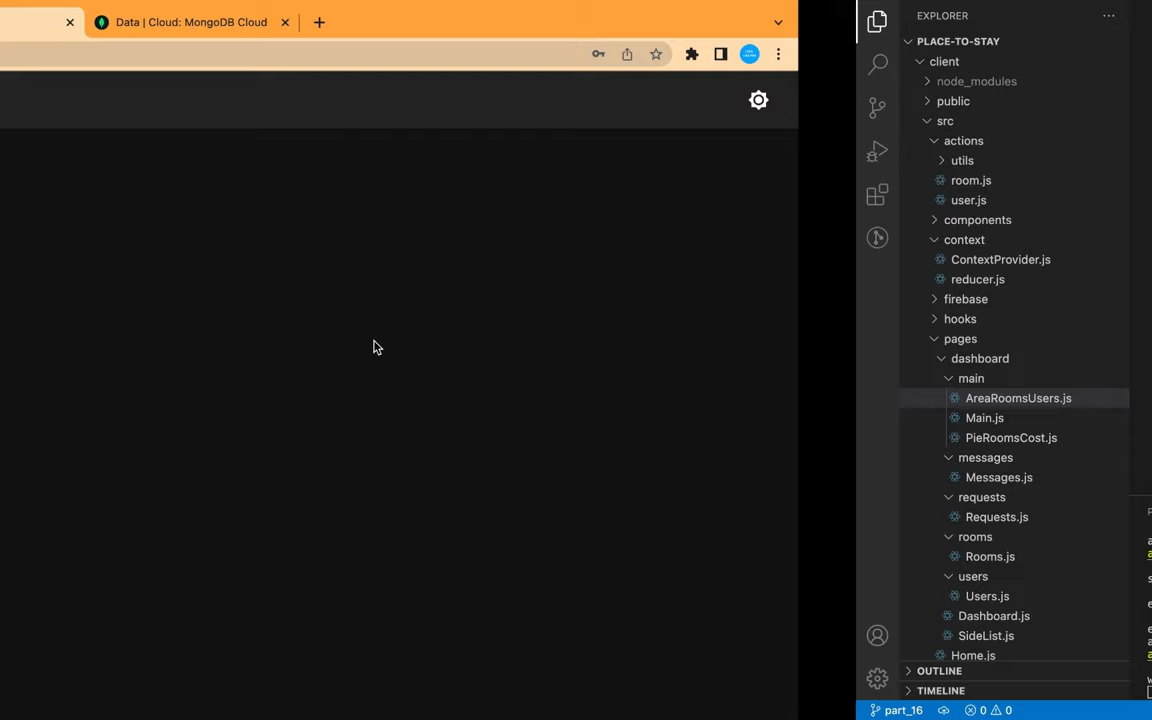 Data | Cloud: MongoDB Cloud
EXPLORER
PLACE-TO-STAY
client
node_modules
public
src
actions
utils
room.js
user.js
components
context
ContextProvider.js
reducer.js
firebase
hooks
pages
dashboard
main
AreaRoomsUsers.js
Main.js
PieRoomsCost.js
messages
Messages.js
requests
Requests.js
rooms
Rooms.js
users
Users.js
Dashboard.js
SideList.js
Home.js
OUTLINE
TIMELINE
part_16 0 0